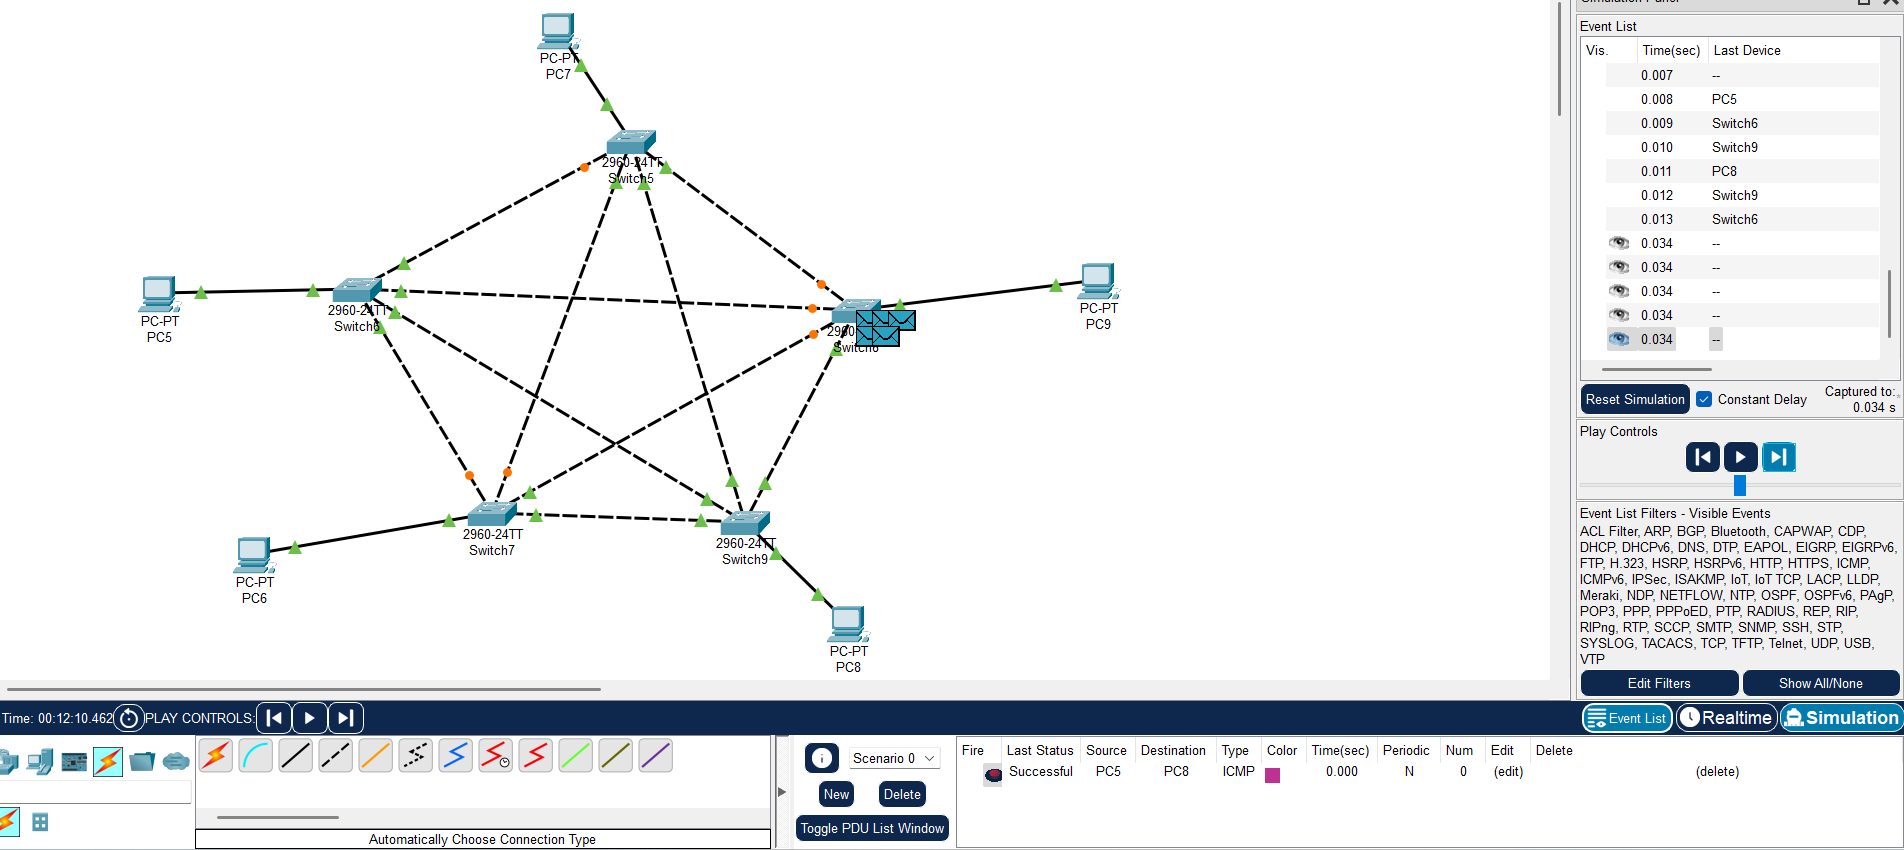 PC-PT
PC7
2960-24TT
Switch5
PC-PT
PC5
2960-24TT
Switch6
PC-PT
PC9
2960-24TT
Switch7
2960-24TT
Switch9
PC-PT
PC6
PC-PT
PC8
Event List
Vis. Time(sec) Last Device
0.007 --
0.008 PC5
0.009 Switch6
0.010 Switch9
0.011 PC8
0.012 Switch9
0.013 Switch6
0.034 --
0.034 --
0.034 --
0.034 --
0.034 --
Reset Simulation Constant Delay Captured to:
0.034 s
Play Controls
Event List Filters - Visible Events
ACL Filter, ARP, BGP, Bluetooth, CAPWAP, CDP,
DHCP, DHCPv6, DNS, DTP, EAPOL, EIGRP, EIGRPv6,
FTP, H.323, HSRP, HSRPv6, HTTP, HTTPS, ICMP,
ICMPv6, IPSec, ISAKMP, IoT, IoT TCP, LACP, LLDP,
Meraki, NDP, NETFLOW, NTP, OSPF, OSPFv6, PAgP,
POP3, PPP, PPPoED, PTP, RADIUS, REP, RIP,
RIPng, RTP, SCCP, SMTP, SNMP, SSH, STP,
SYSLOG, TACACS, TCP, TFTP, Telnet, UDP, USB,
VTP
Edit Filters Show All/None
Time: 00:12:10.462 PLAY CONTROLS: Event List Realtime Simulation
Scenario 0
New Delete
Toggle PDU List Window
Automatically Choose Connection Type
Fire Last Status Source Destination Type Color Time(sec) Periodic Num Edit Delete
Successful PC5 PC8 ICMP 0.000 N 0 (edit) (delete)